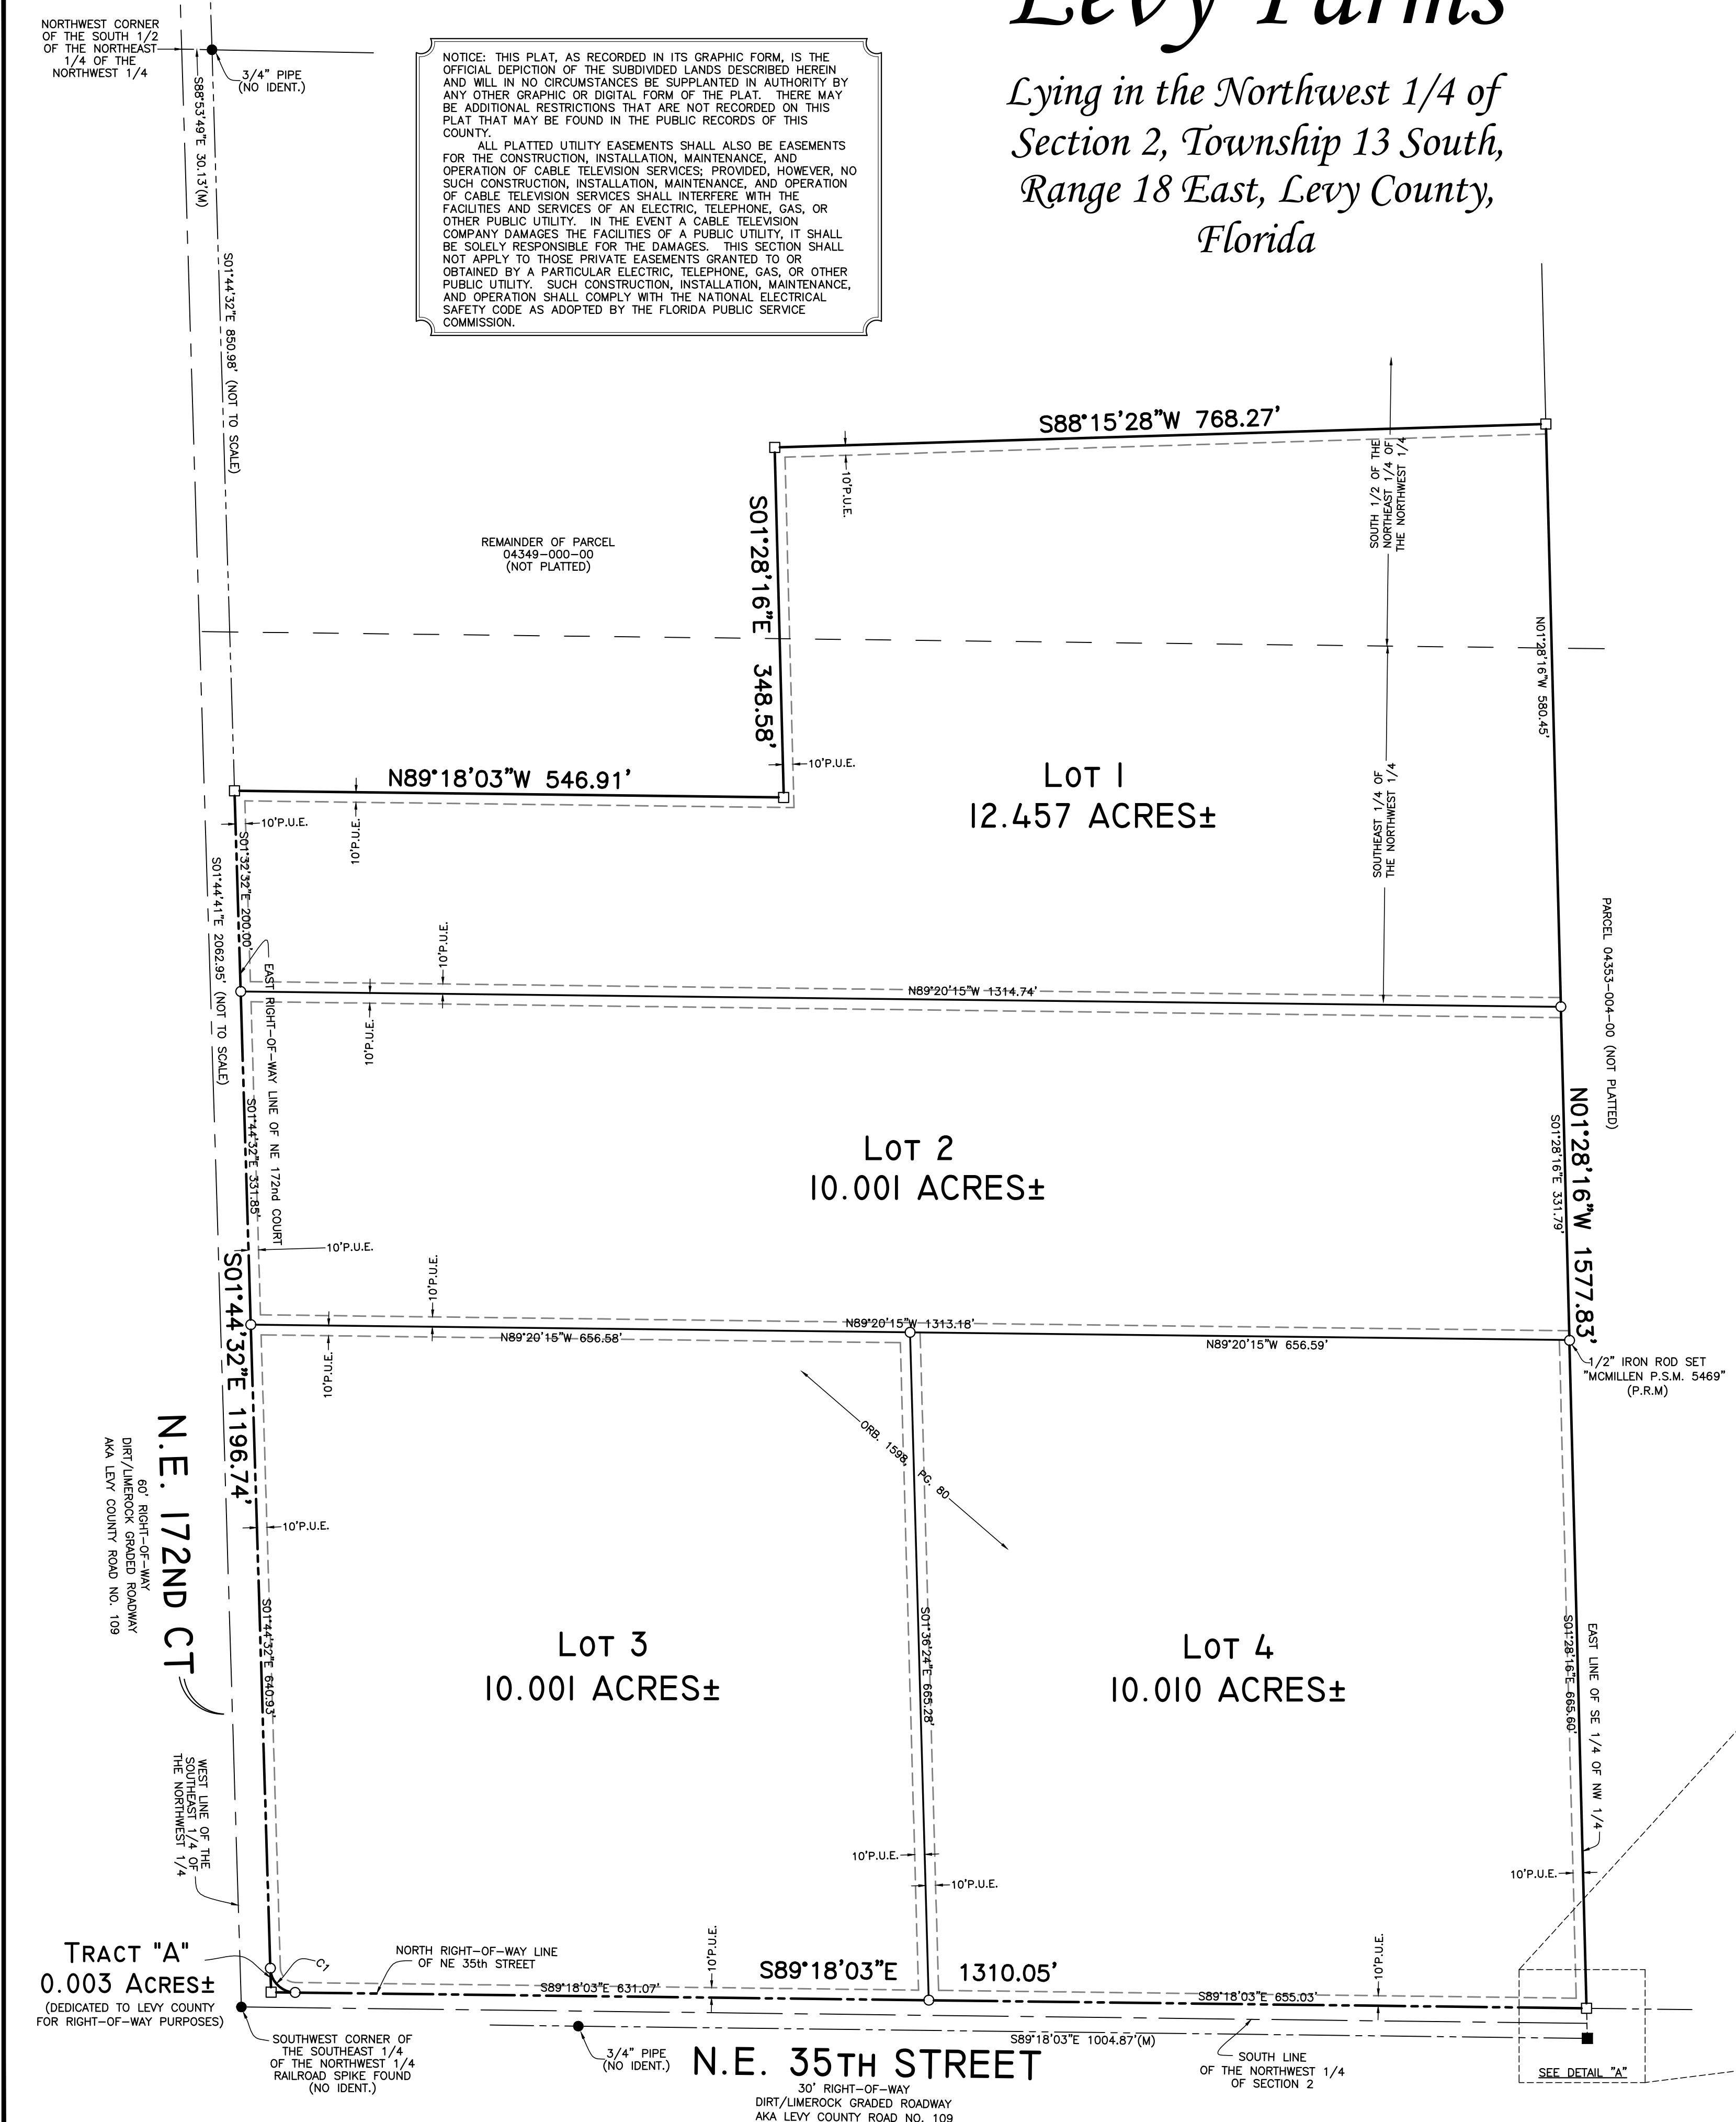 Levy Farms
Lying in the Northwest 1/4 of
Section 2, Township 13 South,
Range 18 East, Levy County,
Florida
NORTHWEST CORNER
OF THE SOUTH 1/2
OF THE NORTHEAST
1/4 OF THE
NORTHWEST 1/4
3/4" PIPE
(NO IDENT.)
S88°53'49"E 30.13'(M)
NOTICE: THIS PLAT, AS RECORDED IN ITS GRAPHIC FORM, IS THE
OFFICIAL DEPICTION OF THE SUBDIVIDED LANDS DESCRIBED HEREIN
AND WILL IN NO CIRCUMSTANCES BE SUPPLANTED IN AUTHORITY BY
ANY OTHER GRAPHIC OR DIGITAL FORM OF THE PLAT. THERE MAY
BE ADDITIONAL RESTRICTIONS THAT ARE NOT RECORDED ON THIS
PLAT THAT MAY BE FOUND IN THE PUBLIC RECORDS OF THIS
COUNTY.
ALL PLATTED UTILITY EASEMENTS SHALL ALSO BE EASEMENTS
FOR THE CONSTRUCTION, INSTALLATION, MAINTENANCE, AND
OPERATION OF CABLE TELEVISION SERVICES; PROVIDED, HOWEVER, NO
SUCH CONSTRUCTION, INSTALLATION, MAINTENANCE, AND OPERATION
OF CABLE TELEVISION SERVICES SHALL INTERFERE WITH THE
FACILITIES AND SERVICES OF AN ELECTRIC, TELEPHONE, GAS, OR
OTHER PUBLIC UTILITY. IN THE EVENT A CABLE TELEVISION
COMPANY DAMAGES THE FACILITIES OF A PUBLIC UTILITY, IT SHALL
BE SOLELY RESPONSIBLE FOR THE DAMAGES. THIS SECTION SHALL
NOT APPLY TO THOSE PRIVATE EASEMENTS GRANTED TO OR
OBTAINED BY A PARTICULAR ELECTRIC, TELEPHONE, GAS, OR OTHER
PUBLIC UTILITY. SUCH CONSTRUCTION, INSTALLATION, MAINTENANCE,
AND OPERATION SHALL COMPLY WITH THE NATIONAL ELECTRICAL
SAFETY CODE AS ADOPTED BY THE FLORIDA PUBLIC SERVICE
COMMISSION.
S01°44'32"E 850.98' (NOT TO SCALE)
S88°15'28"W 768.27'
10'P.U.E.
SOUTH 1/2 OF THE
NORTHEAST 1/4 OF
THE NORTHWEST 1/4
S01°28'16"E 348.58'
REMAINDER OF PARCEL
04349-000-00
(NOT PLATTED)
N01°28'16"W 580.45'
10'P.U.E.
N89°18'03"W 546.91'
LOT 1
12.457 ACRES±
SOUTHEAST 1/4 OF
THE NORTHWEST 1/4
10'P.U.E.
10'P.U.E.
S01°32'32"E 200.00'
S01°44'41"E 2062.95' (NOT TO SCALE)
EAST RIGHT-OF-WAY LINE OF NE 172nd COURT
10'P.U.E.
10'P.U.E.
N89°20'15"W 1314.74'
PARCEL 04353-004-00 (NOT PLATTED)
S01°44'32"E 331.85'
LOT 2
10.001 ACRES±
S01°28'16"E 331.79'
N01°28'16"W 1577.83'
10'P.U.E.
10'P.U.E.
S01°44'32"E 1196.74'
10'P.U.E.
N89°20'15"W 1313.18'
N89°20'15"W 656.58'
N89°20'15"W 656.59'
1/2" IRON ROD SET
"MCMILLEN P.S.M. 5469"
(P.R.M)
ORB. 1598, PG. 80
N.E. 172ND CT
60' RIGHT-OF-WAY
DIRT/LIMEROCK GRADED ROADWAY
AKA LEVY COUNTY ROAD NO. 109
10'P.U.E.
S01°44'32"E 640.93'
LOT 3
10.001 ACRES±
S01°36'24"E 665.28'
LOT 4
10.010 ACRES±
S01°28'16"E 665.60'
EAST LINE OF SE 1/4 OF NW 1/4
WEST LINE OF THE
SOUTHEAST 1/4 OF
THE NORTHWEST 1/4
10'P.U.E.
10'P.U.E.
10'P.U.E.
TRACT "A"
0.003 ACRES±
(DEDICATED TO LEVY COUNTY
FOR RIGHT-OF-WAY PURPOSES)
C1
NORTH RIGHT-OF-WAY LINE
OF NE 35th STREET
10'P.U.E.
10'P.U.E.
S89°18'03"E 1310.05'
S89°18'03"E 631.07'
S89°18'03"E 655.03'
SOUTHWEST CORNER OF
THE SOUTHEAST 1/4
OF THE NORTHWEST 1/4
RAILROAD SPIKE FOUND
(NO IDENT.)
3/4" PIPE
(NO IDENT.)
S89°18'03"E 1004.87'(M)
N.E. 35TH STREET
30' RIGHT-OF-WAY
DIRT/LIMEROCK GRADED ROADWAY
AKA LEVY COUNTY ROAD NO. 109
SOUTH LINE
OF THE NORTHWEST 1/4
OF SECTION 2
SEE DETAIL "A"